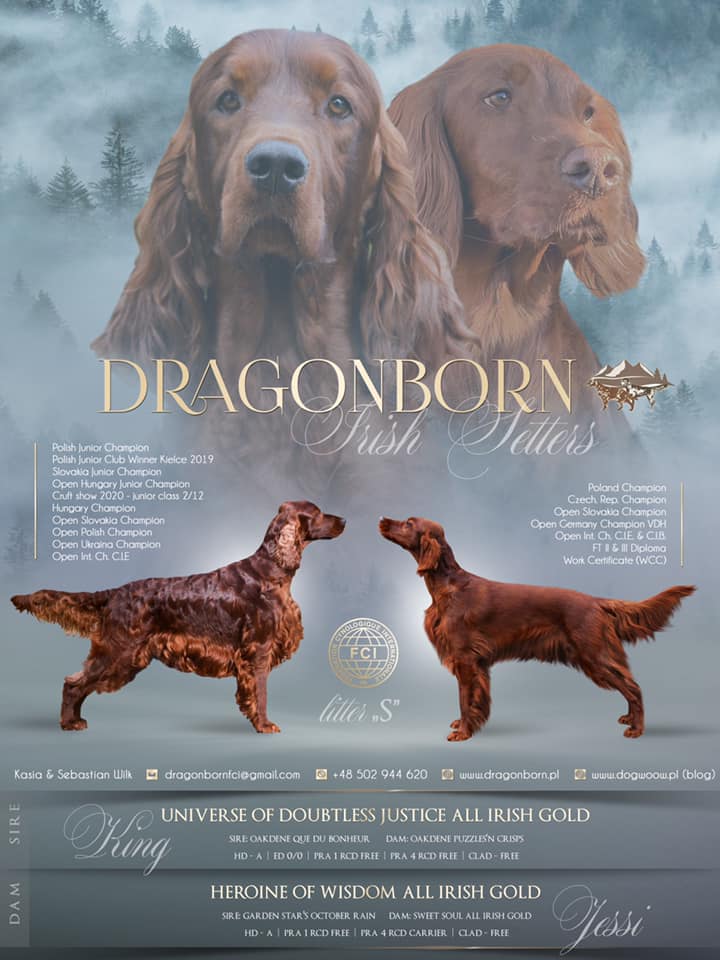 DRAGONBORN
Irish Setters
Polish Junior Champion
Polish Junior Club Winner Kielce 2019
Slovakia Junior Champion
Open Hungary Junior Champion
Cruft show 2020 - junior class 2/12
Hungary Champion
Open Slovakia Champion
Open Polish Champion
Open Ukraina Champion
Open Int. Ch. C.I.E
Poland Champion
Czech. Rep. Champion
Open Slovakia Champion
Open Germany Champion VDH
Open Int. Ch. C.I.E. & C.I.B.
FT II & III Diploma
Work Certificate (WCC)
FEDERATION CYNOLOGIQUE INTERNATIONALE
FCI
litter „S”
Kasia & Sebastian Wilk dragonbornfci@gmail.com +48 502 944 620 www.dragonborn.pl www.dogwoow.pl (blog)
SIRE
King
UNIVERSE OF DOUBTLESS JUSTICE ALL IRISH GOLD
SIRE: OAKDENE QUE DU BONHEUR DAM: OAKDENE PUZZLES'N CRISPS
HD - A | ED 0/0 | PRA 1 RCD FREE | PRA 4 RCD FREE | CLAD - FREE
DAM
HEROINE OF WISDOM ALL IRISH GOLD
SIRE: GARDEN STAR'S OCTOBER RAIN DAM: SWEET SOUL ALL IRISH GOLD
HD - A | PRA 1 RCD FREE | PRA 4 RCD CARRIER | CLAD - FREE
Jessi